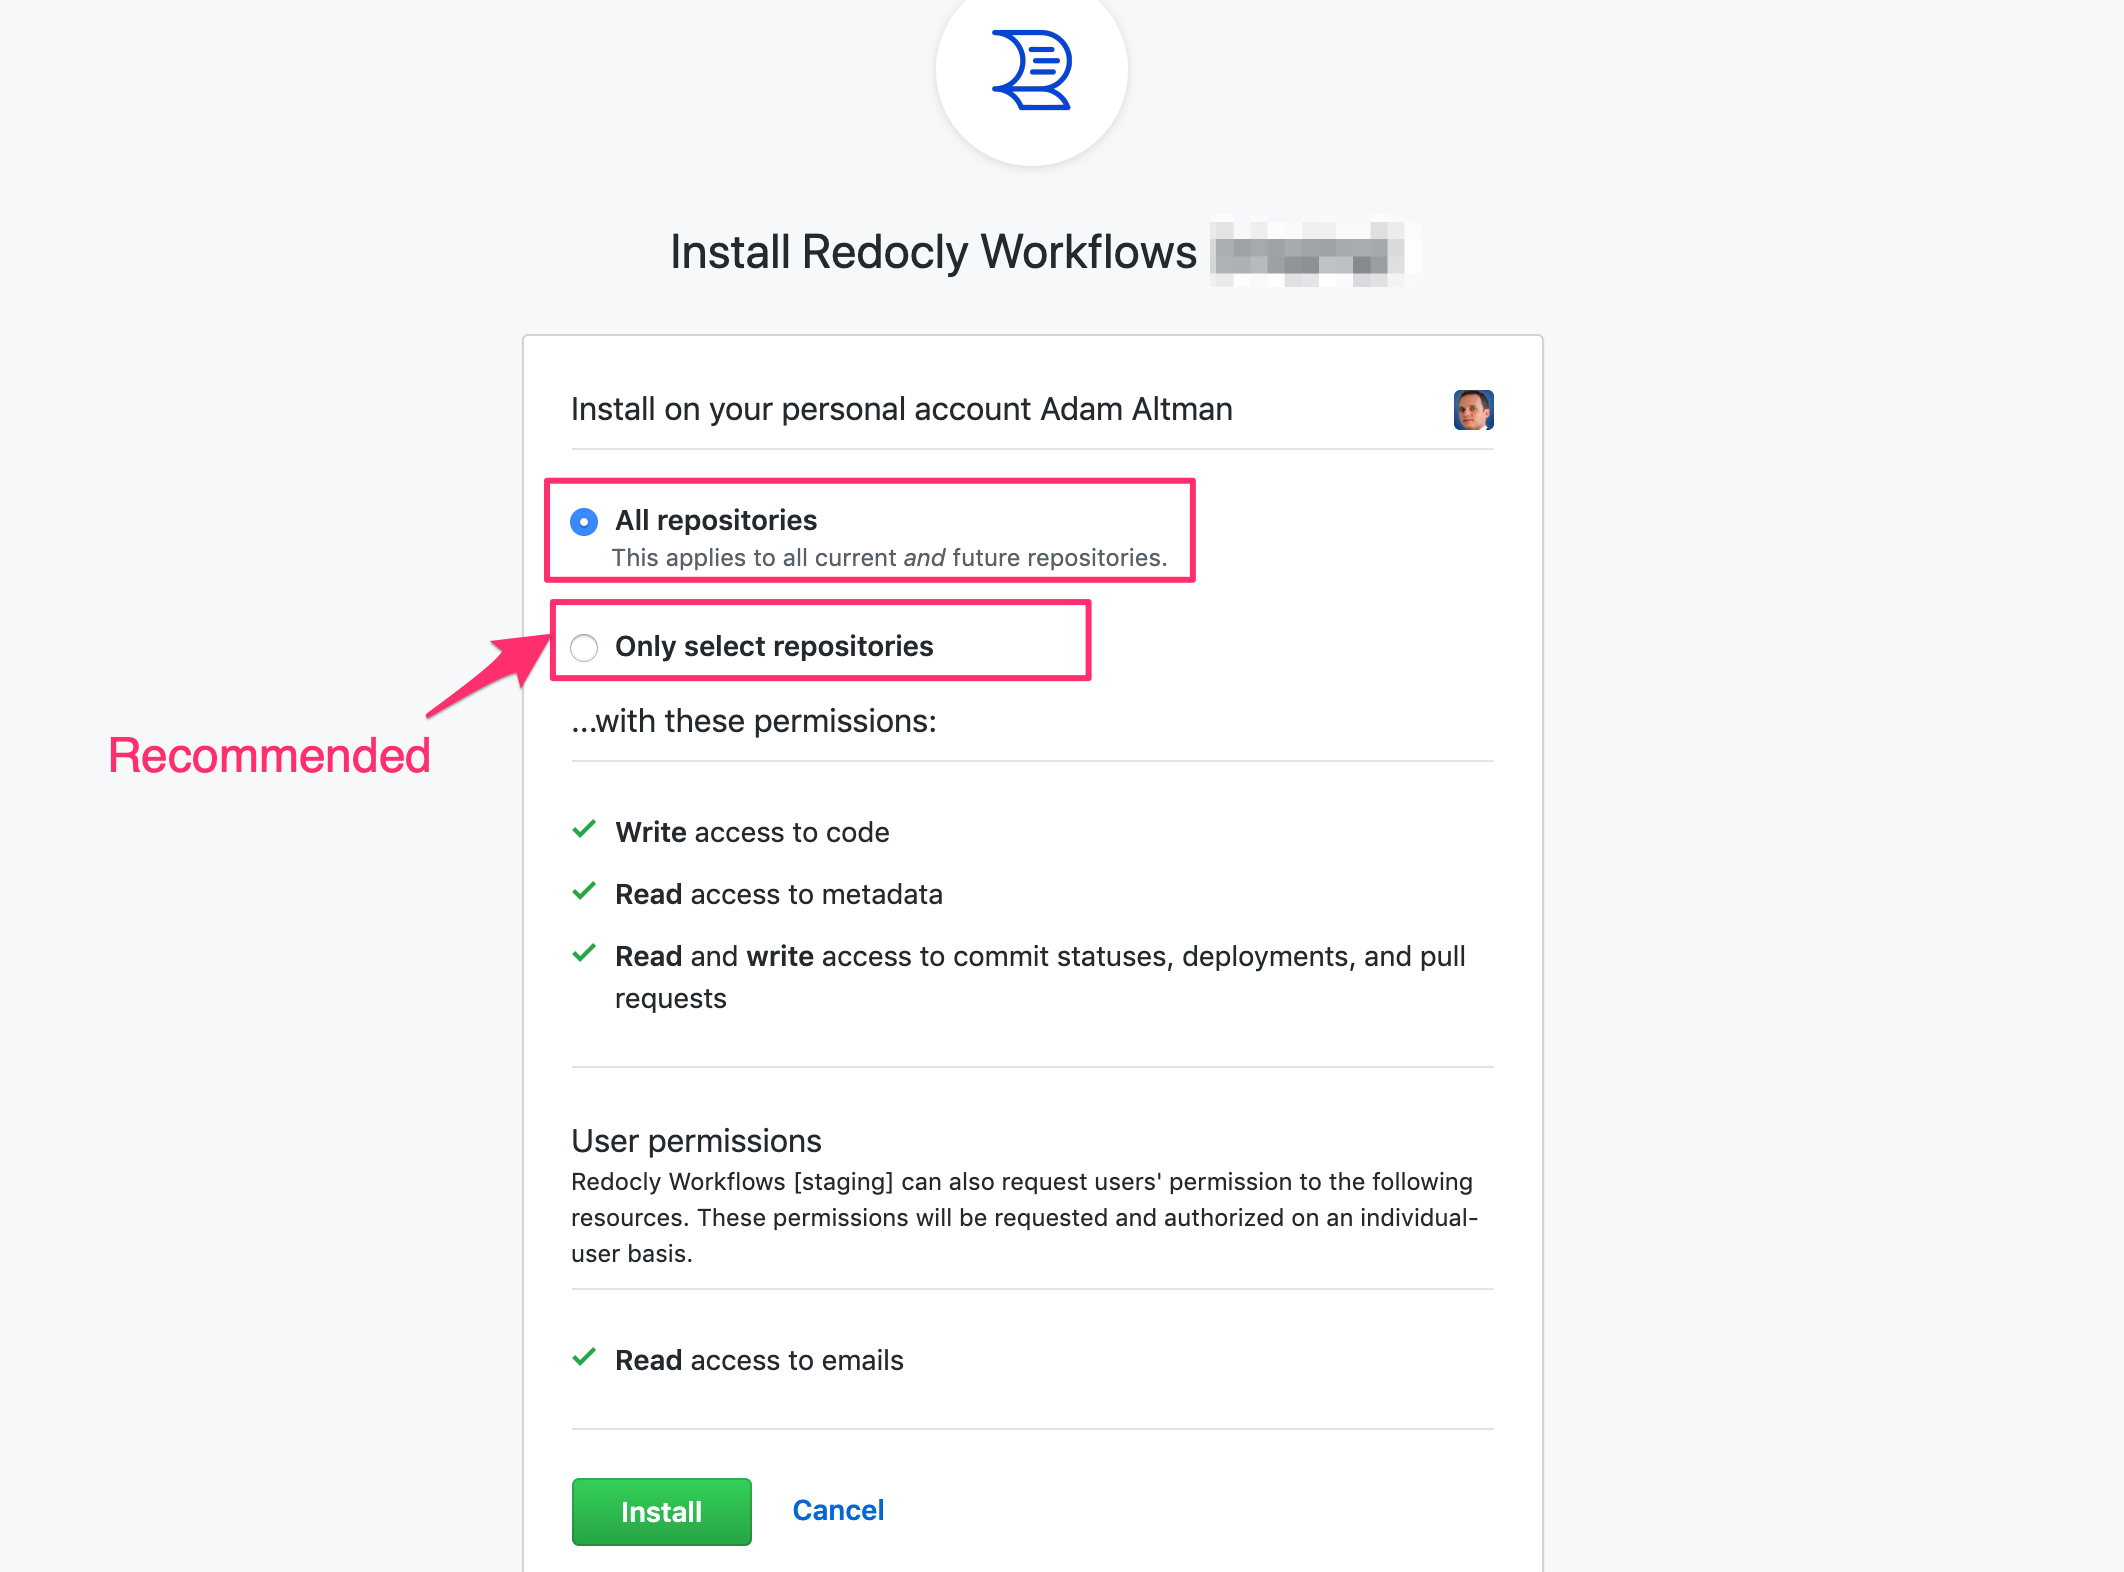 Install Redocly Workflows
Install on your personal account Adam Altman
All repositories
This applies to all current and future repositories.
Only select repositories
Recommended
...with these permissions:
Write access to code
Read access to metadata
Read and write access to commit statuses, deployments, and pull
requests
User permissions
Redocly Workflows [staging] can also request users' permission to the following
resources. These permissions will be requested and authorized on an individual-
user basis.
Read access to emails
Install
Cancel